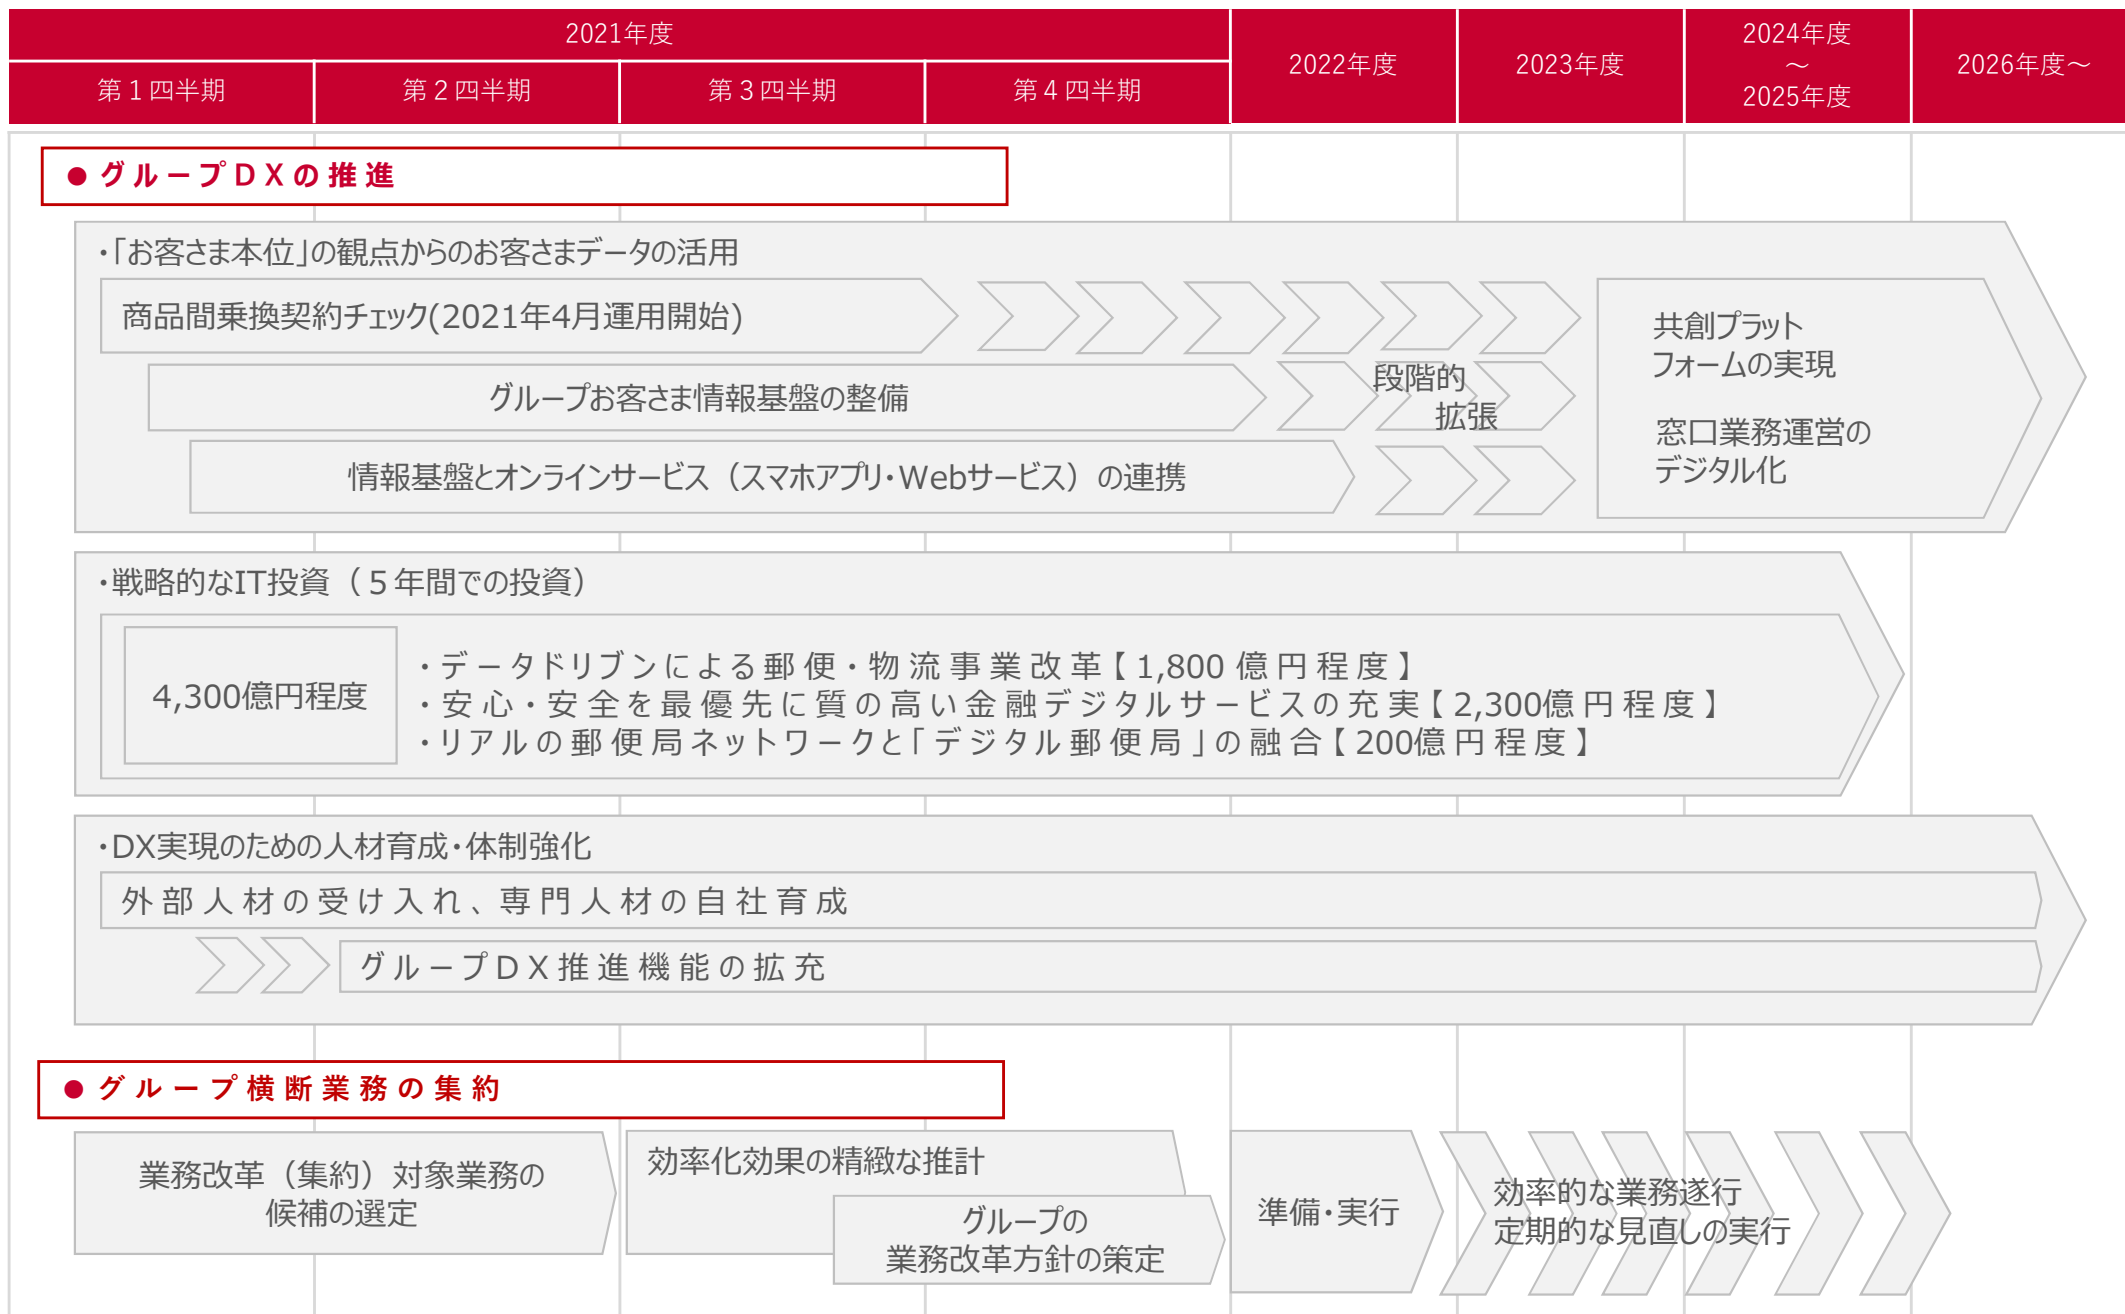 2021年度
第１四半期
第２四半期
第３四半期
第４四半期
2022年度
2023年度
2024年度
～
2025年度
2026年度～
●グループDXの推進
・「お客さま本位」の観点からのお客さまデータの活用
商品間乗換契約チェック(2021年4月運用開始)
グループお客さま情報基盤の整備
情報基盤とオンラインサービス（スマホアプリ・Webサービス）の連携
段階的
拡張
共創プラット
フォームの実現
窓口業務運営の
デジタル化
・戦略的なIT投資（５年間での投資）
4,300億円程度
・データドリブンによる郵便・物流事業改革【1,800億円程度】
・安心・安全を最優先に質の高い金融デジタルサービスの充実【2,300億円程度】
・リアルの郵便局ネットワークと「デジタル郵便局」の融合【200億円程度】
・DX実現のための人材育成・体制強化
外部人材の受け入れ、専門人材の自社育成
グループDX推進機能の拡充
●グループ横断業務の集約
業務改革（集約）対象業務の
候補の選定
効率化効果の精緻な推計
グループの
業務改革方針の策定
準備・実行
効率的な業務遂行
定期的な見直しの実行